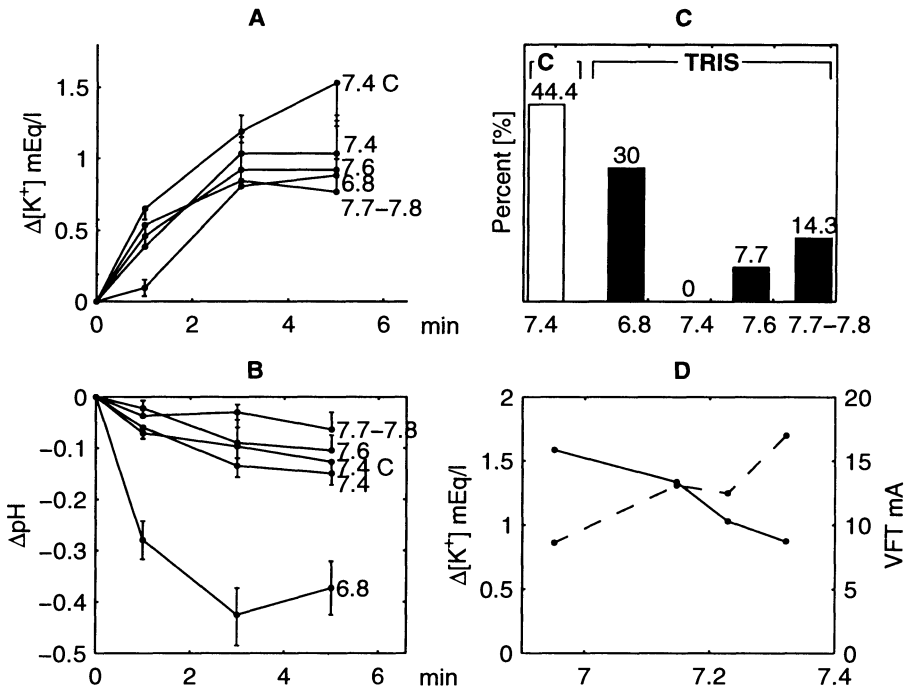 A
Δ[K⁺] mEq/l
1.5
1
0.5
0
0 2 4 6 min
7.4 C
7.4
7.6
6.8
7.7–7.8
C
Percent [%]
C TRIS
44.4
30
0
7.7
14.3
7.4 6.8 7.4 7.6 7.7–7.8
B
ΔpH
0
−0.1
−0.2
−0.3
−0.4
−0.5
0 2 4 6 min
7.7–7.8
7.6
7.4 C
7.4
6.8
D
Δ[K⁺] mEq/l
2
1.5
1
0.5
0
7 7.2 7.4
20
15
10
5
0
VFT mA